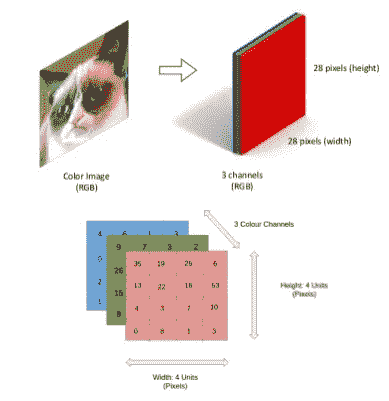 28 pixels (height)
28 pixels (width)
Color Image
(RGB)
3 channels
(RGB)
3 Colour Channels
4 6 1 3
9 7 3 2
35 19 25 6
0
26
13 22 16 53
Height: 4 Units
(Pixels)
2
15
4 3 7 10
1
8
0 8 1 3
Width: 4 Units
(Pixels)